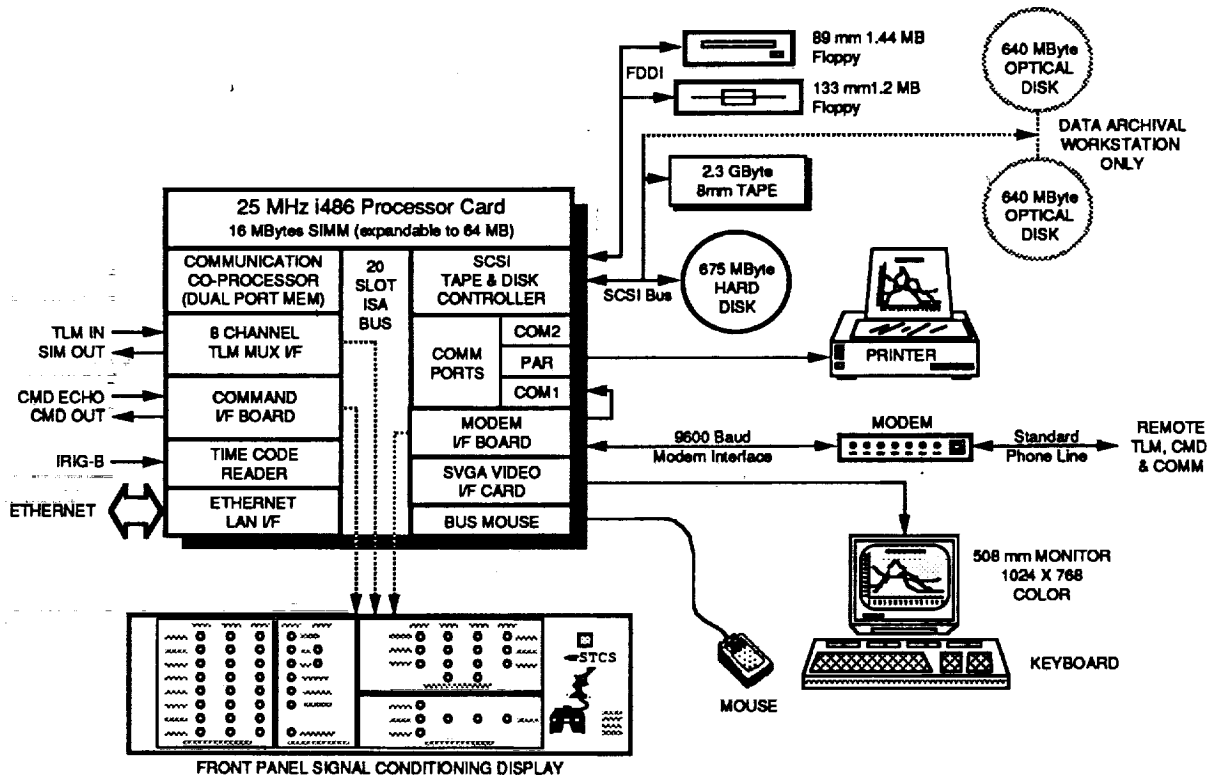 89 mm 1.44 MB
Floppy
FDDI
133 mm1.2 MB
Floppy
640 MByte
OPTICAL
DISK
DATA ARCHIVAL
WORKSTATION
ONLY
2.3 GByte
8mm TAPE
640 MByte
OPTICAL
DISK
25 MHz i486 Processor Card
16 MBytes SIMM (expandable to 64 MB)
COMMUNICATION
CO-PROCESSOR
(DUAL PORT MEM)
20
SLOT
ISA
BUS
SCSI
TAPE & DISK
CONTROLLER
SCSI Bus
675 MByte
HARD
DISK
TLM IN
SIM OUT
8 CHANNEL
TLM MUX I/F
COMM
PORTS
COM2
PAR
COM1
PRINTER
CMD ECHO
CMD OUT
COMMAND
I/F BOARD
MODEM
I/F BOARD
9600 Baud
Modem Interface
MODEM
Standard
Phone Line
REMOTE
TLM, CMD
& COMM
IRIG-B
TIME CODE
READER
SVGA VIDEO
I/F CARD
ETHERNET
ETHERNET
LAN I/F
BUS MOUSE
508 mm MONITOR
1024 X 768
COLOR
STCS
KEYBOARD
MOUSE
FRONT PANEL SIGNAL CONDITIONING DISPLAY